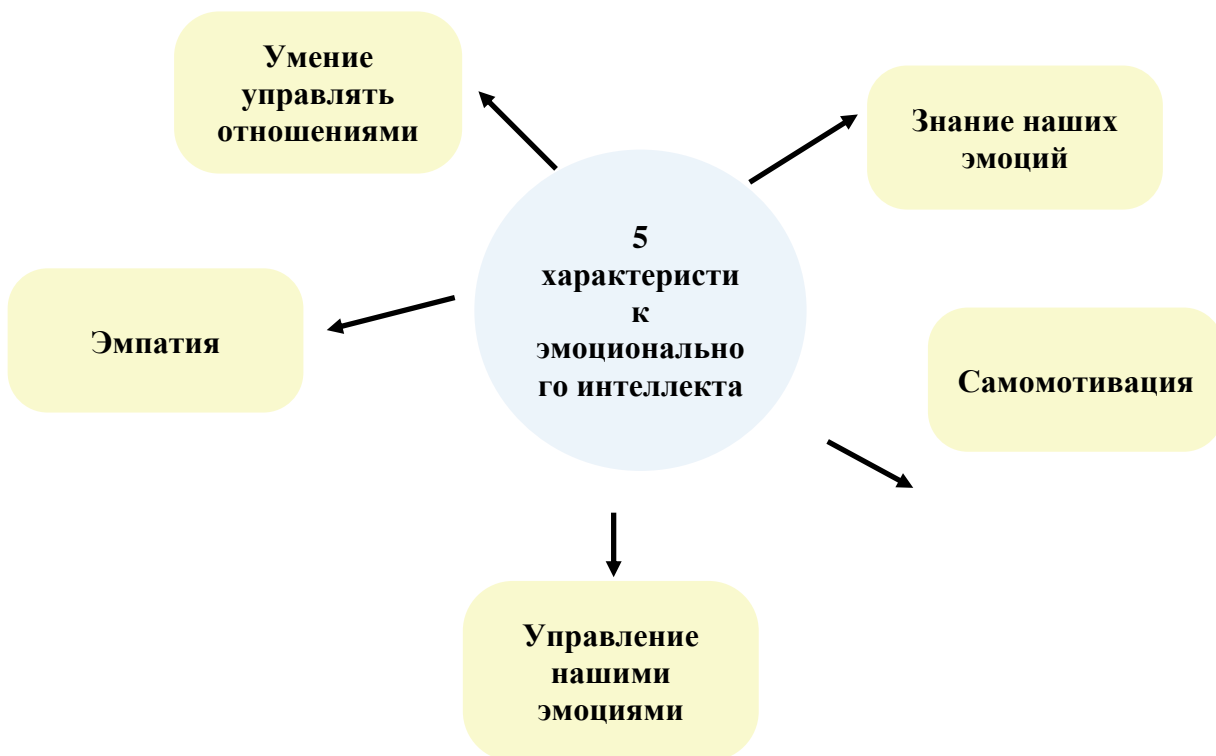 Умение
управлять
отношениями
Знание наших
эмоций
5
характеристи
к
эмоционально
го интеллекта
Эмпатия
Самомотивация
Управление
нашими
эмоциями